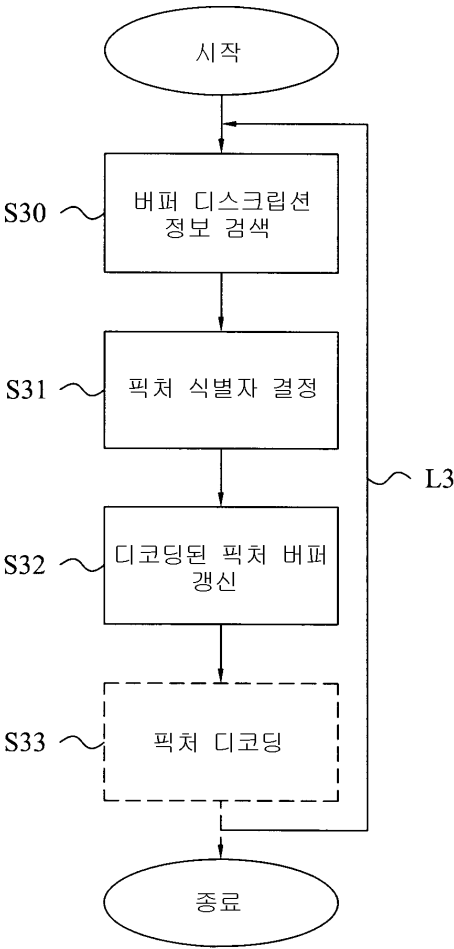 시작
S30
버퍼 디스크립션
정보 검색
S31
픽처 식별자 결정
L3
S32
디코딩된 픽처 버퍼
갱신
S33
픽처 디코딩
종료